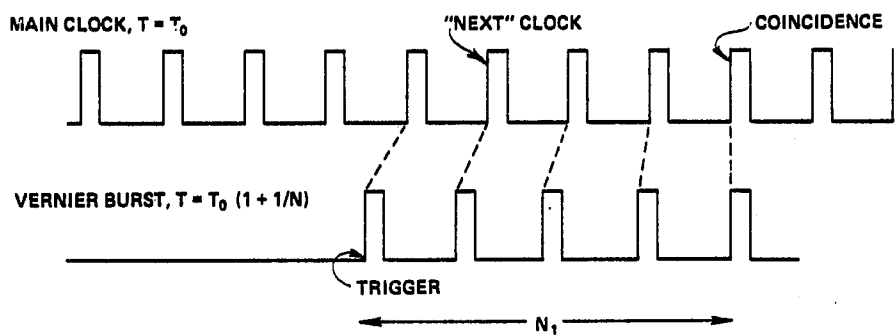 MAIN CLOCK, T = T₀
"NEXT" CLOCK
COINCIDENCE
VERNIER BURST, T = T₀ (1 + 1/N)
TRIGGER
N₁